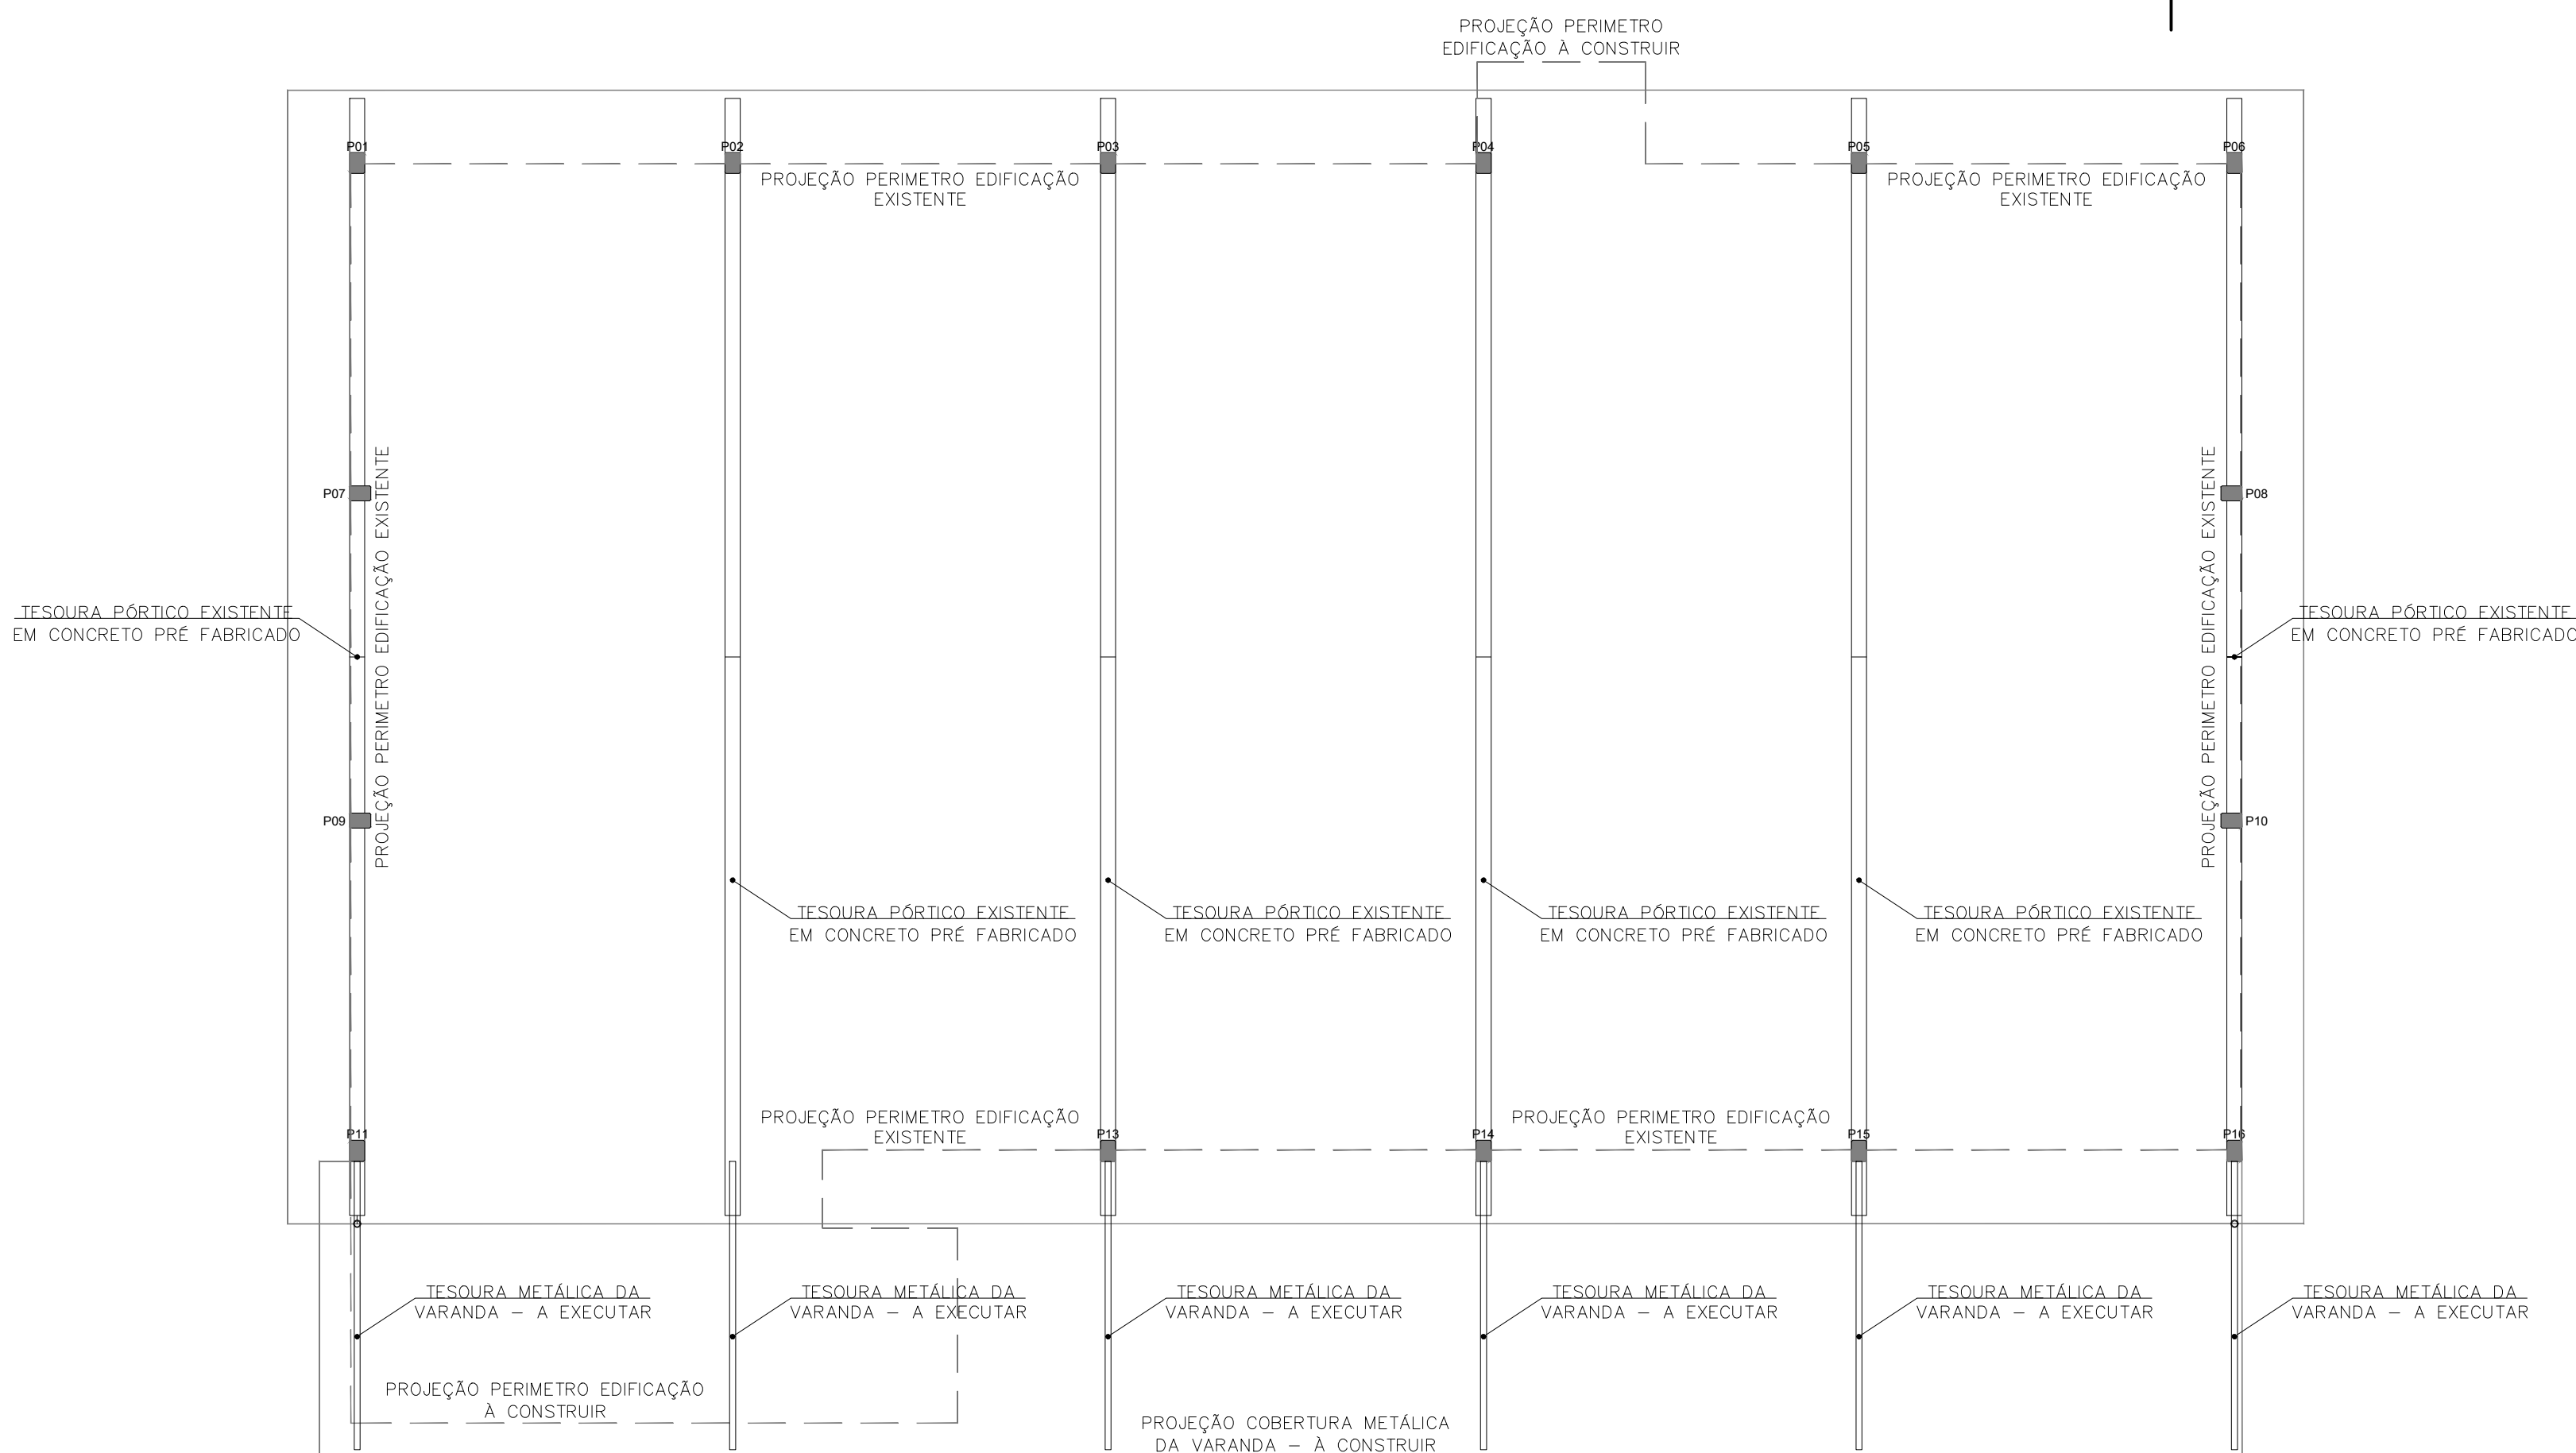 PROJEÇÃO PERIMETRO
EDIFICAÇÃO À CONSTRUIR
P01
P02
P03
P04
P05
P06
PROJEÇÃO PERIMETRO EDIFICAÇÃO
EXISTENTE
PROJEÇÃO PERIMETRO EDIFICAÇÃO
EXISTENTE
P07
PROJEÇÃO PERIMETRO EDIFICAÇÃO EXISTENTE
PROJEÇÃO PERIMETRO EDIFICAÇÃO EXISTENTE
P08
TESOURA PÓRTICO EXISTENTE
EM CONCRETO PRÉ FABRICADO
TESOURA PÓRTICO EXISTENTE
EM CONCRETO PRÉ FABRICADO
P09
P10
TESOURA PÓRTICO EXISTENTE
EM CONCRETO PRÉ FABRICADO
TESOURA PÓRTICO EXISTENTE
EM CONCRETO PRÉ FABRICADO
TESOURA PÓRTICO EXISTENTE
EM CONCRETO PRÉ FABRICADO
TESOURA PÓRTICO EXISTENTE
EM CONCRETO PRÉ FABRICADO
PROJEÇÃO PERIMETRO EDIFICAÇÃO
EXISTENTE
PROJEÇÃO PERIMETRO EDIFICAÇÃO
EXISTENTE
P11
P13
P14
P15
P16
TESOURA METÁLICA DA
VARANDA – A EXECUTAR
TESOURA METÁLICA DA
VARANDA – A EXECUTAR
TESOURA METÁLICA DA
VARANDA – A EXECUTAR
TESOURA METÁLICA DA
VARANDA – A EXECUTAR
TESOURA METÁLICA DA
VARANDA – A EXECUTAR
TESOURA METÁLICA DA
VARANDA – A EXECUTAR
PROJEÇÃO PERIMETRO EDIFICAÇÃO
À CONSTRUIR
PROJEÇÃO COBERTURA METÁLICA
DA VARANDA – À CONSTRUIR